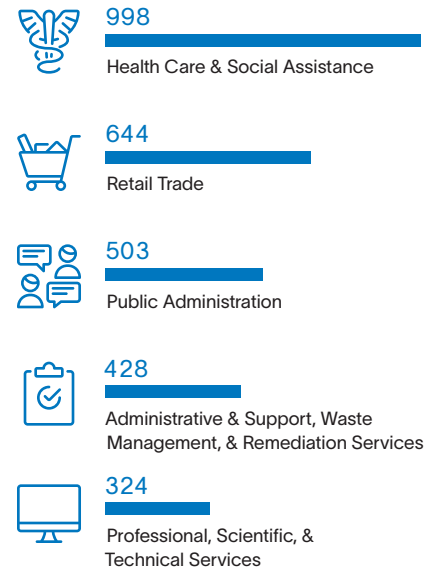 998
Health Care & Social Assistance
644
Retail Trade
503
Public Administration
428
Administrative & Support, Waste
Management, & Remediation Services
324
Professional, Scientific, &
Technical Services